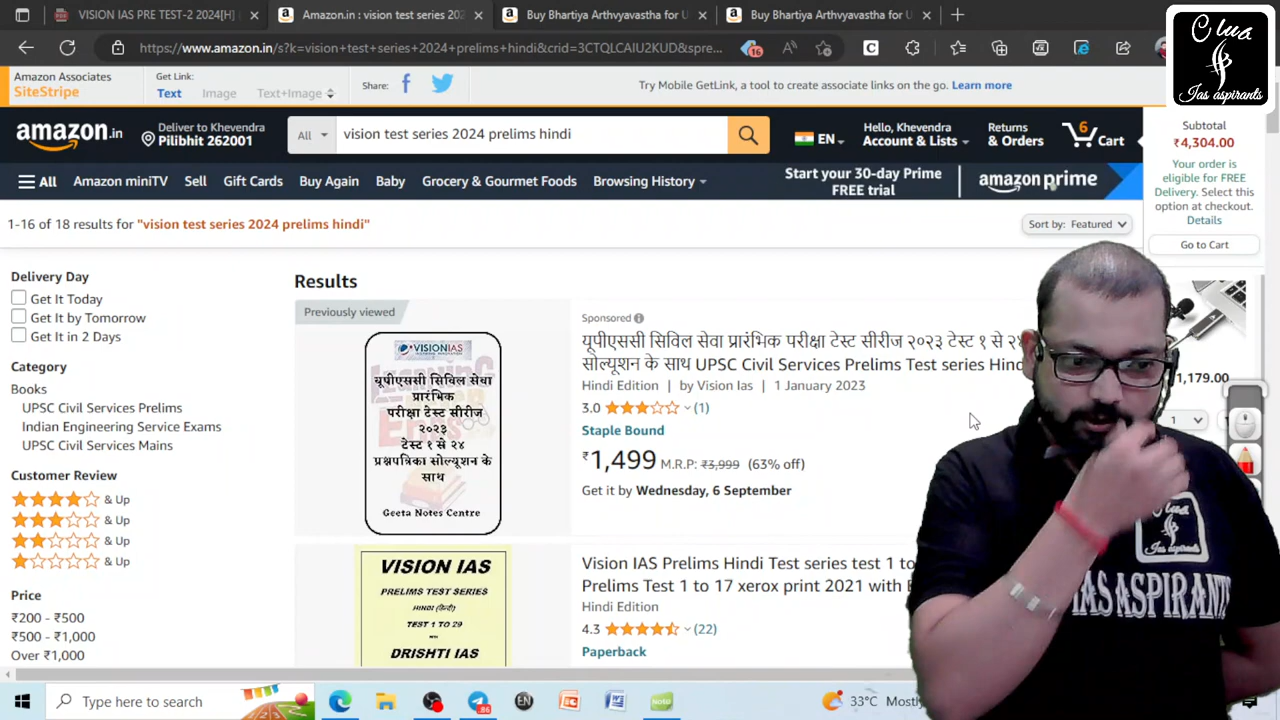 VISION IAS PRE TEST-2 2024[H]
Amazon.in : vision test series 202
Buy Bhartiya Arthvyavastha for U
Buy Bhartiya Arthvyavastha for U
https://www.amazon.in/s?k=vision+test+series+2024+prelims+hindi&crid=3CTQLCAIU2KUD&spre...
16
Clua
Ias aspirants
Amazon Associates
SiteStripe
Get Link:
Text
Image
Text+Image
Share:
Try Mobile GetLink, a tool to create associate links on the go. Learn more
amazon.in
Deliver to Khevendra
Pilibhit 262001
All
vision test series 2024 prelims hindi
EN
Hello, Khevendra
Account & Lists
Returns
& Orders
6
Cart
Subtotal
₹4,304.00
Your order is
eligible for FREE
Delivery. Select this
option at checkout.
Details
Go to Cart
All
Amazon miniTV
Sell
Gift Cards
Buy Again
Baby
Grocery & Gourmet Foods
Browsing History
Start your 30-day Prime
FREE trial
amazon prime
1-16 of 18 results for "vision test series 2024 prelims hindi"
Sort by: Featured
Delivery Day
Get It Today
Get It by Tomorrow
Get It in 2 Days
Category
Books
UPSC Civil Services Prelims
Indian Engineering Service Exams
UPSC Civil Services Mains
Customer Review
& Up
& Up
& Up
& Up
Price
₹200 - ₹500
₹500 - ₹1,000
Over ₹1,000
Results
Previously viewed
VISIONIAS
यूपीएससी सिविल सेवा
प्रारंभिक
परीक्षा टेस्ट सीरीज
२०२३
टेस्ट १ से २४
प्रश्नपत्रिका सोल्यूशन के
साथ
Geeta Notes Centre
Sponsored
यूपीएससी सिविल सेवा प्रारंभिक परीक्षा टेस्ट सीरीज २०२३ टेस्ट १ से
सोल्यूशन के साथ UPSC Civil Services Prelims Test series
Hindi Edition | by Vision Ias | 1 January 2023
3.0 (1)
Staple Bound
₹1,499 M.R.P: ₹3,999 (63% off)
Get it by Wednesday, 6 September
1,179.00
1
VISION IAS
PRELIMS TEST SERIES
HINDI (हिन्दी)
TEST 1 TO 29
DRISHTI IAS
Vision IAS Prelims Hindi Test series test 1 to
Prelims Test 1 to 17 xerox print 2021 with
Hindi Edition
4.3 (22)
Paperback
Clua
Ias aspirants
IAS ASPIRANTS
Type here to search
86
EN
Note
33°C